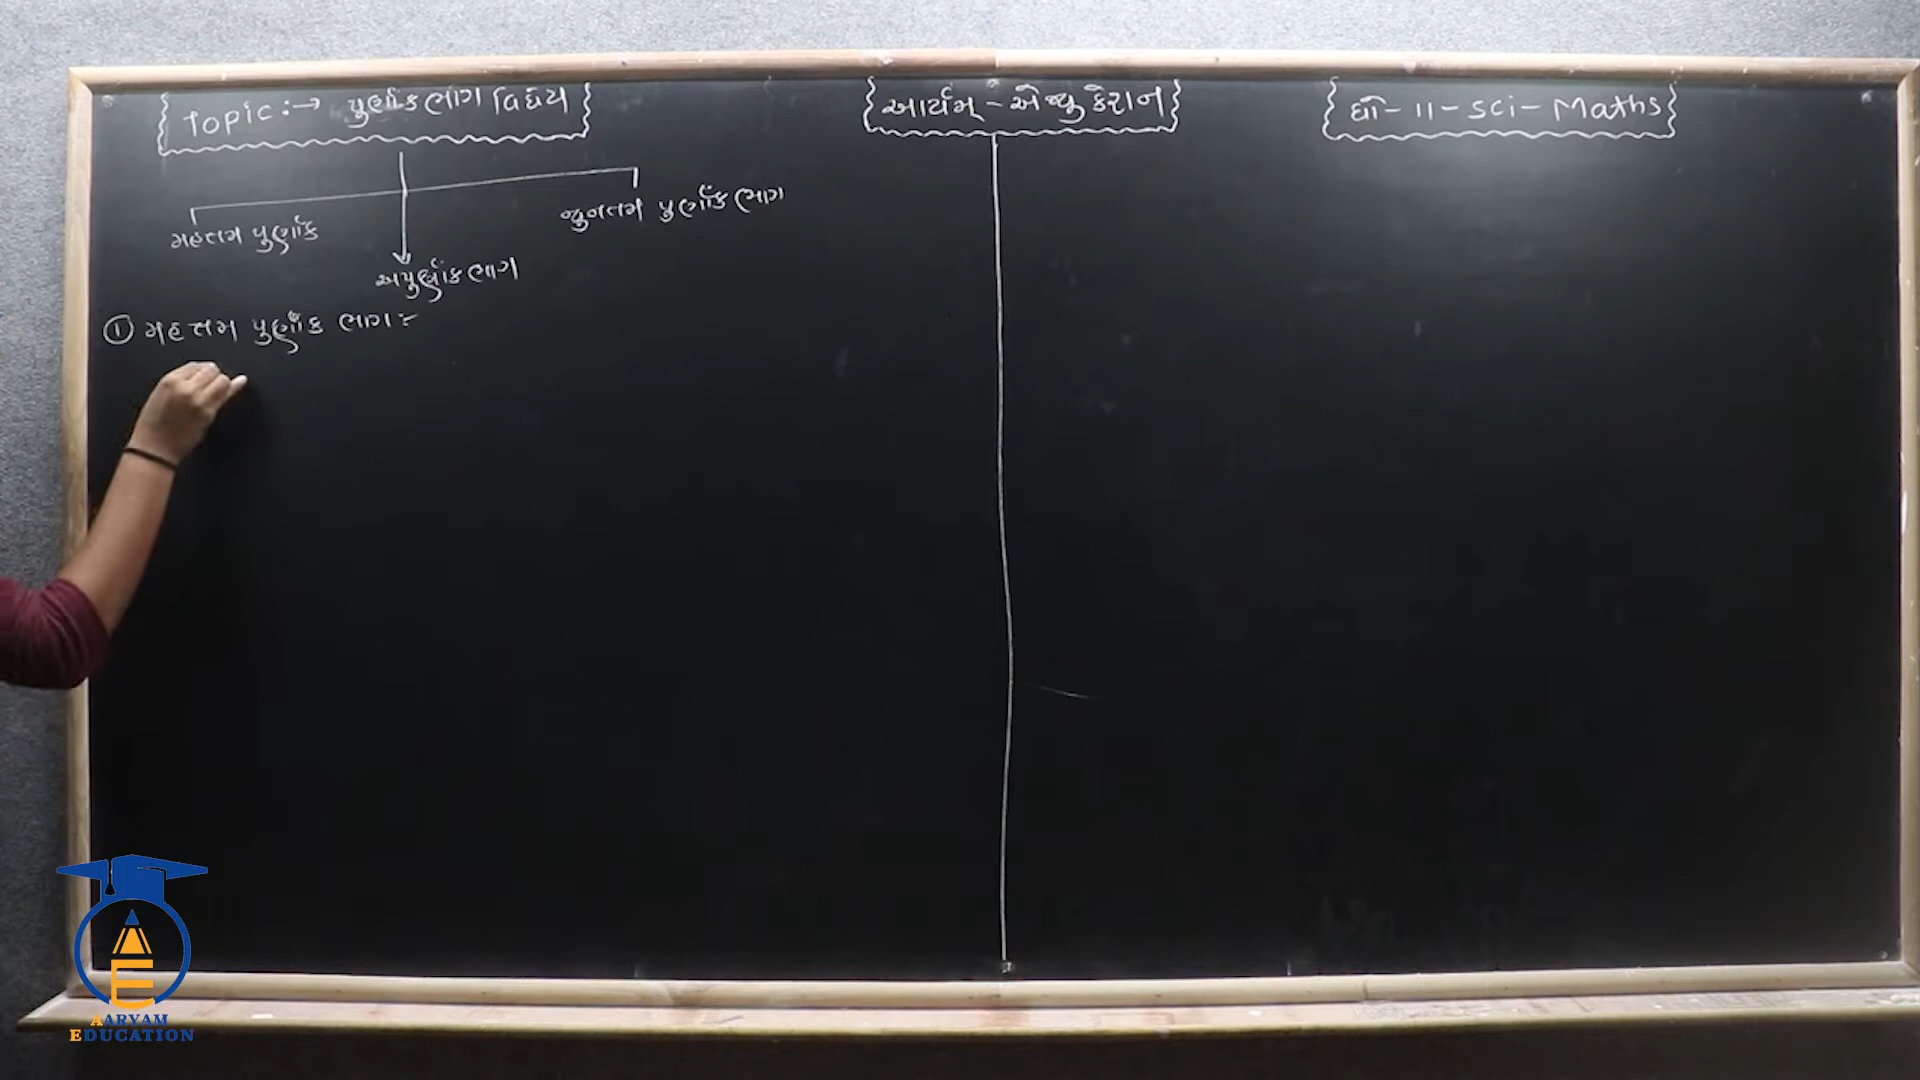 Topic:→ પુર્ણાંક ભાગ વિધેય
આર્યમ્ - એજ્યુકેશન
ધો - 11 - Sci - Maths
મહત્તમ પુર્ણાંક
અપુર્ણાંક ભાગ
ન્યુનતમ પુર્ણાંક ભાગ
① મહત્તમ પુર્ણાંક ભાગ :-
AARYAM
EDUCATION